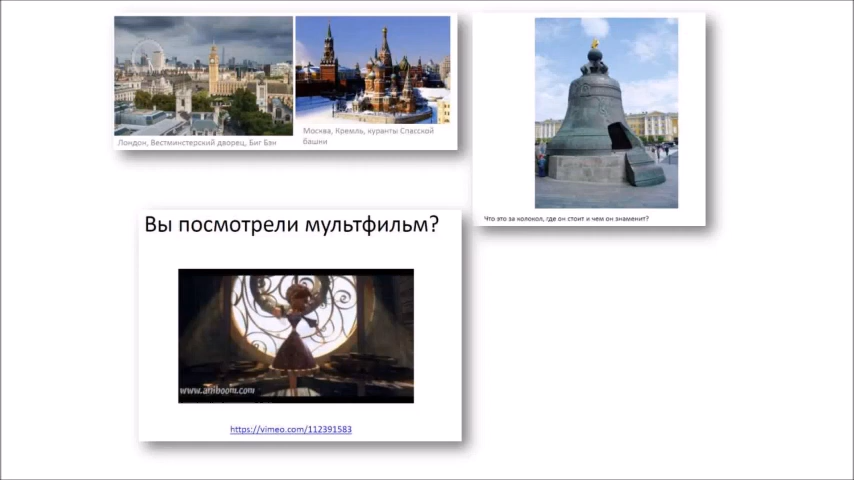 Лондон, Вестминстерский дворец, Биг Бэн
Москва, Кремль, куранты Спасской
башни
Что это за колокол, где он стоит и чем он знаменит?
Вы посмотрели мультфильм?
www.aniboom.com
https://vimeo.com/112391583